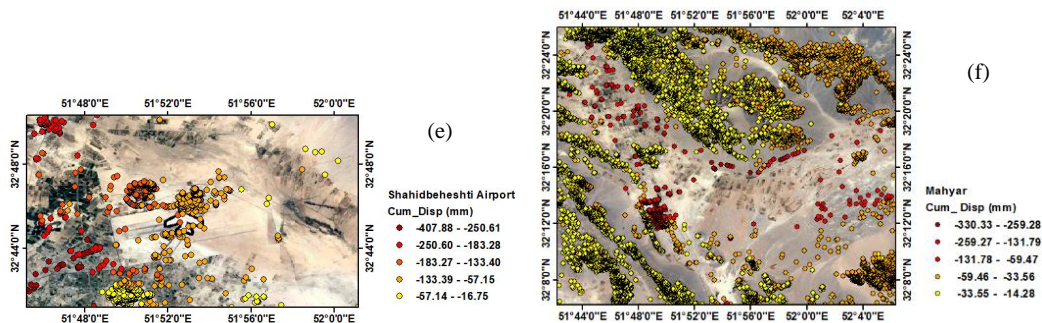 51°48'0"E 51°52'0"E 51°56'0"E 52°0'0"E
32°48'0"N 32°48'0"N
32°44'0"N 32°44'0"N
51°48'0"E 51°52'0"E 51°56'0"E 52°0'0"E
(e)
Shahidbeheshti Airport
Cum_Disp (mm)
-407.88 - -250.61
-250.60 - -183.28
-183.27 - -133.40
-133.39 - -57.15
-57.14 - -16.75
51°44'0"E 51°48'0"E 51°52'0"E 51°56'0"E 52°0'0"E 52°4'0"E
32°24'0"N 32°24'0"N
32°20'0"N 32°20'0"N
32°16'0"N 32°16'0"N
32°12'0"N 32°12'0"N
32°8'0"N 32°8'0"N
51°44'0"E 51°48'0"E 51°52'0"E 51°56'0"E 52°0'0"E 52°4'0"E
(f)
Mahyar
Cum_ Disp (mm)
-330.33 - -259.28
-259.27 - -131.79
-131.78 - -59.47
-59.46 - -33.56
-33.55 - -14.28